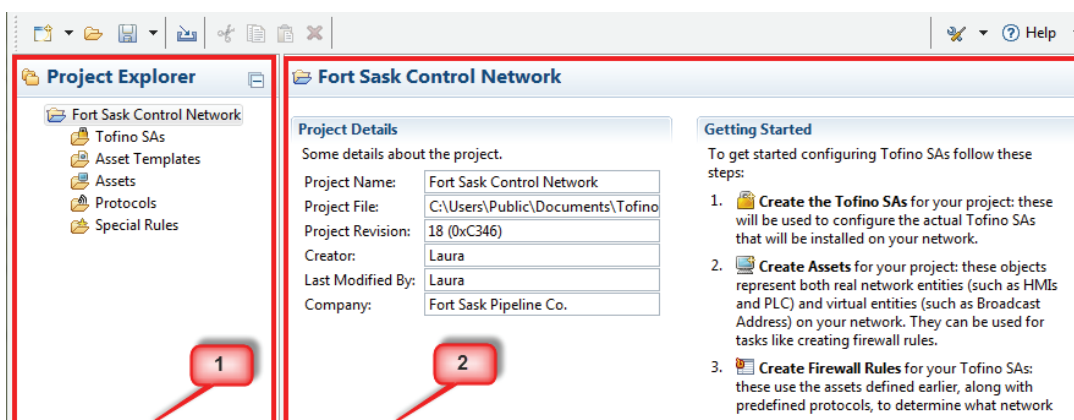 Help
Project Explorer
Fort Sask Control Network
Tofino SAs
Asset Templates
Assets
Protocols
Special Rules
1
Fort Sask Control Network
Project Details
Some details about the project.
Project Name: Fort Sask Control Network
Project File: C:\Users\Public\Documents\Tofino
Project Revision: 18 (0xC346)
Creator: Laura
Last Modified By: Laura
Company: Fort Sask Pipeline Co.
2
Getting Started
To get started configuring Tofino SAs follow these
steps:
1. Create the Tofino SAs for your project: these
will be used to configure the actual Tofino SAs
that will be installed on your network.
2. Create Assets for your project: these objects
represent both real network entities (such as HMIs
and PLC) and virtual entities (such as Broadcast
Address) on your network. They can be used for
tasks like creating firewall rules.
3. Create Firewall Rules for your Tofino SAs:
these use the assets defined earlier, along with
predefined protocols, to determine what network